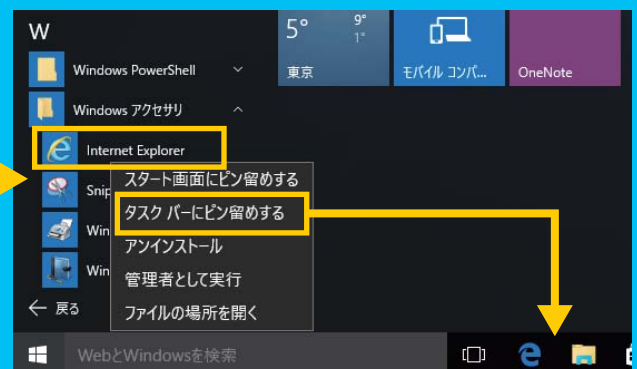 W
5°
9°
1°
東京
モバイル コンパ...
OneNote
Windows PowerShell
Windows アクセサリ
Internet Explorer
Snip
Win
Win
スタート画面にピン留めする
タスク バーにピン留めする
アンインストール
管理者として実行
ファイルの場所を開く
戻る
WebとWindowsを検索